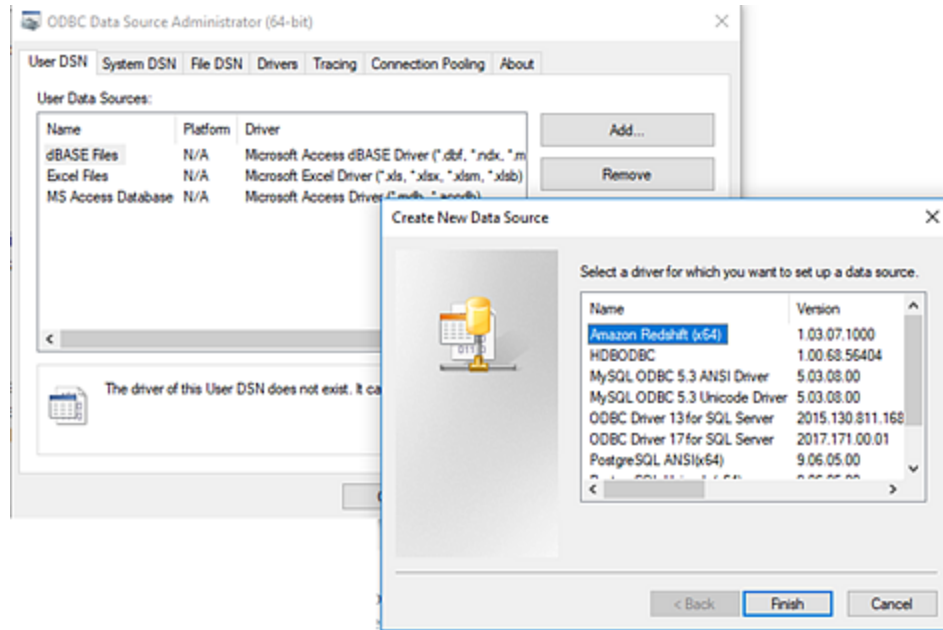 ODBC Data Source Administrator (64-bit)
User DSN System DSN File DSN Drivers Tracing Connection Pooling About
User Data Sources:
Name Platform Driver
Add...
dBASE Files N/A Microsoft Access dBASE Driver (*.dbf, *.ndx, *.m
Excel Files N/A Microsoft Excel Driver (*.xls, *.xlsx, *.xlsm, *.xlsb)
Remove
MS Access Database N/A Microsoft Access Driver (*.mdb, *.accdb)
The driver of this User DSN does not exist. It ca
Create New Data Source
Select a driver for which you want to set up a data source.
Name Version
Amazon Redshift (x64) 1.03.07.1000
HDBODBC 1.00.68.56404
MySQL ODBC 5.3 ANSI Driver 5.03.08.00
MySQL ODBC 5.3 Unicode Driver 5.03.08.00
ODBC Driver 13 for SQL Server 2015.130.811.168
ODBC Driver 17 for SQL Server 2017.171.00.01
PostgreSQL ANSI(x64) 9.06.05.00
< Back Finish Cancel